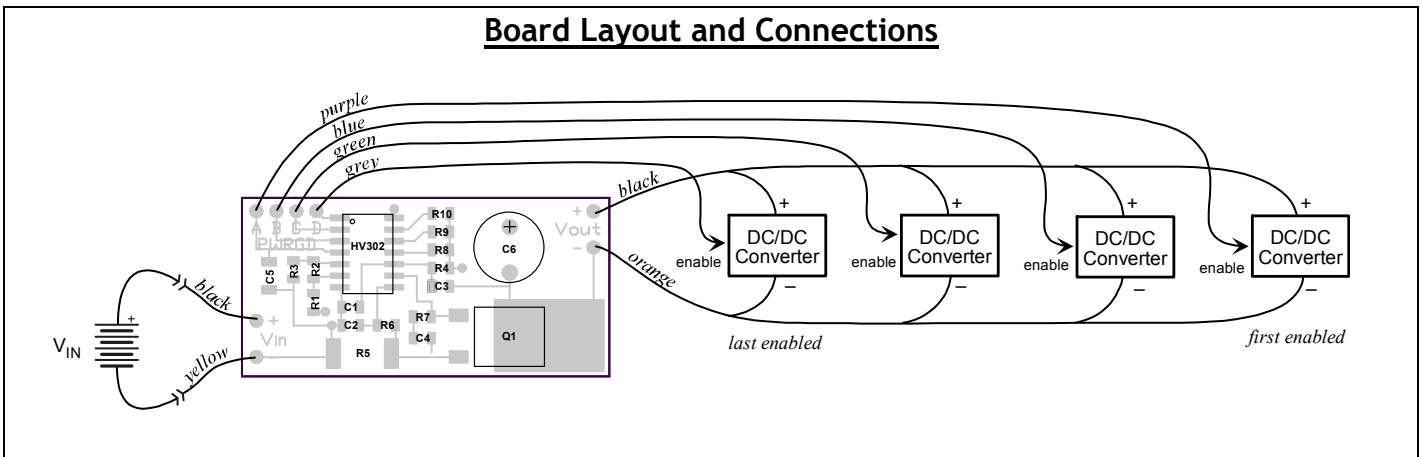 Board Layout and Connections
purple
blue
green
grey
black
A B C D
PWRGD
HV302
R10
R9
R8
R4
C3
C5
R3
R2
R1
C1
C2
R6
R7
C4
R5
Q1
C6
+
Vout
-
orange
+
Vin
-
black
yellow
+
VIN
enable
+
DC/DC
Converter
–
enable
+
DC/DC
Converter
–
enable
+
DC/DC
Converter
–
enable
+
DC/DC
Converter
–
last enabled
first enabled